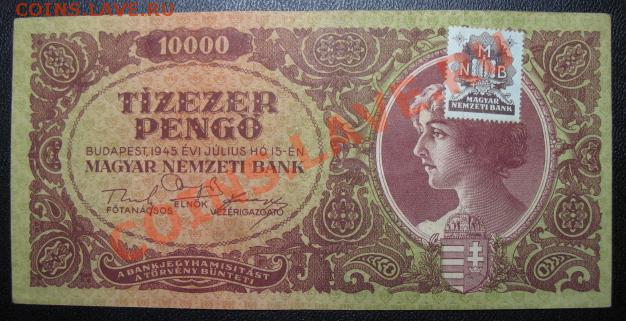 COINS.LAVE.RU
10000
TÍZEZER
PENGŐ
BUDAPEST, 1945. ÉVI JÚLIUS HÓ 15-ÉN
MAGYAR NEMZETI BANK
ELNÖK
FŐTANÁCSOS VEZÉRIGAZGATÓ
A BANKJEGYHAMISÍTÁST
A TÖRVÉNY BÜNTETI
M
N B
MAGYAR
NEMZETI BANK
COINS.LAVE.RU